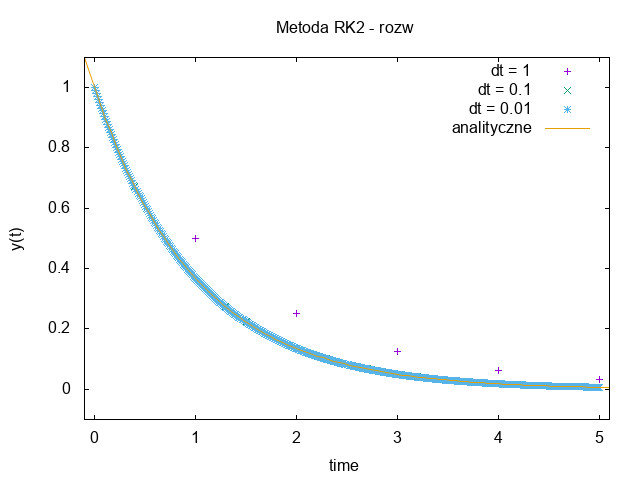 Metoda RK2 - rozw
dt = 1
dt = 0.1
dt = 0.01
analityczne
1
0.8
0.6
0.4
0.2
0
y(t)
0 1 2 3 4 5
time